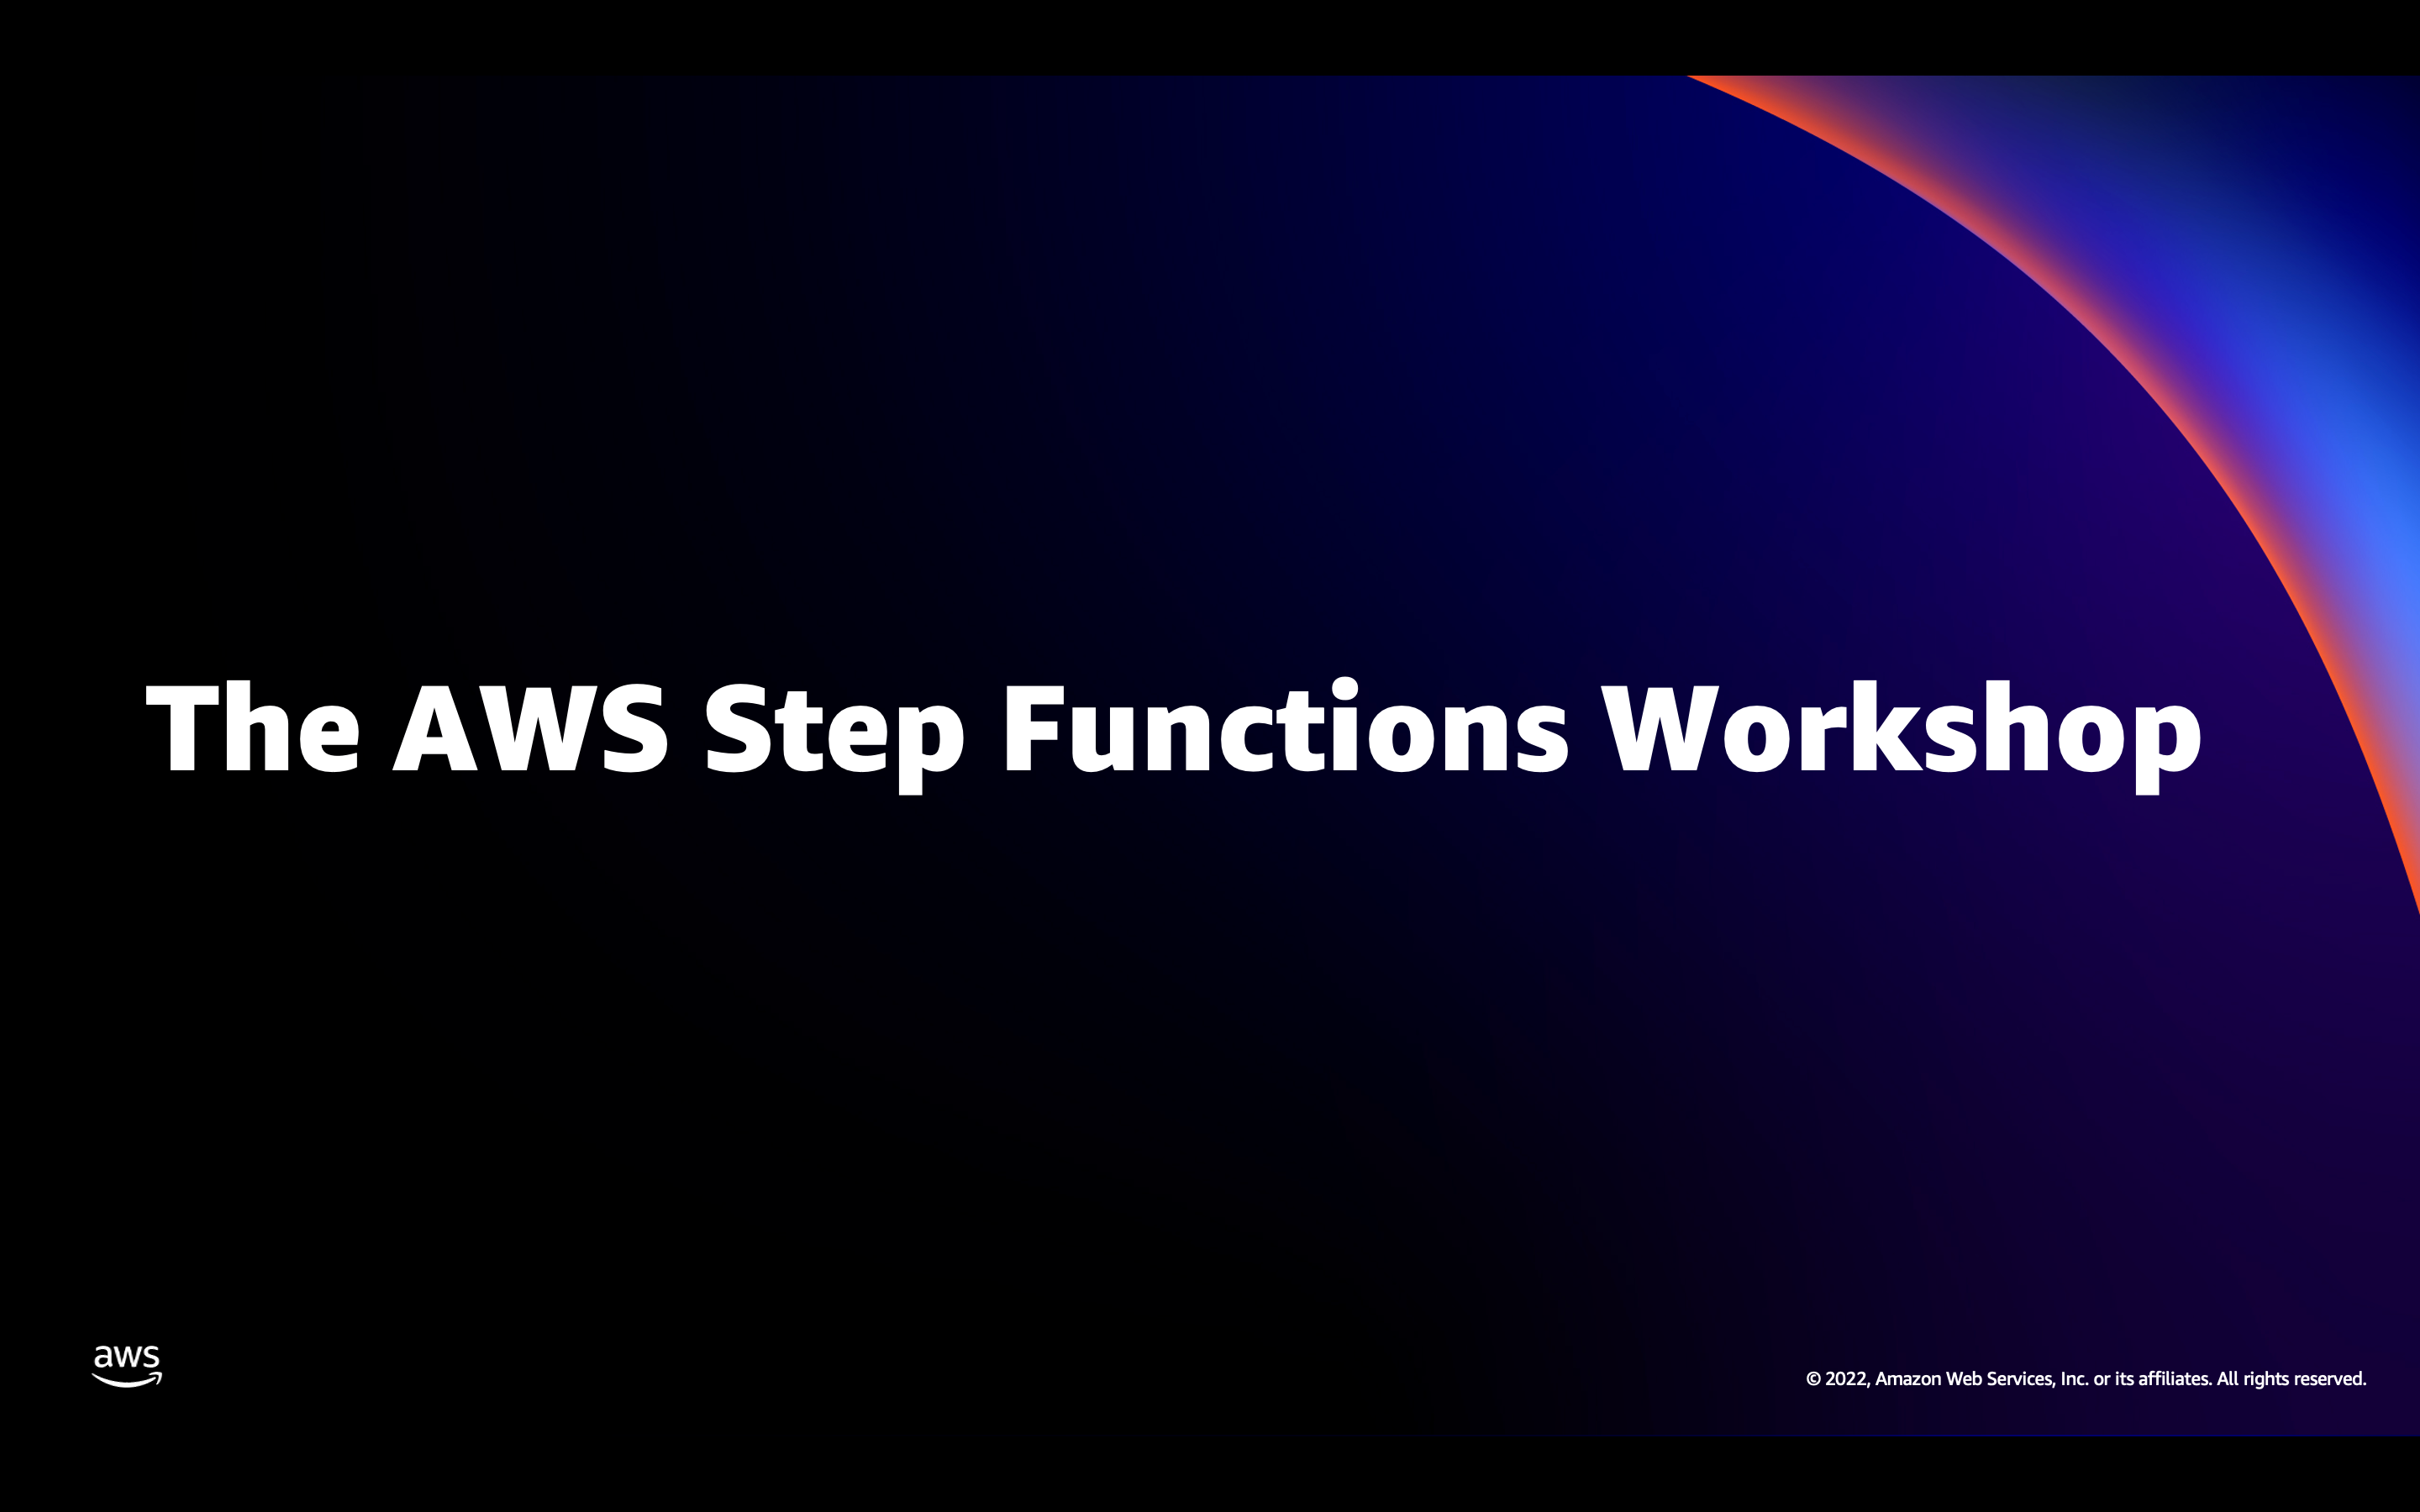 The AWS Step Functions Workshop
aws
© 2022, Amazon Web Services, Inc. or its affiliates. All rights reserved.